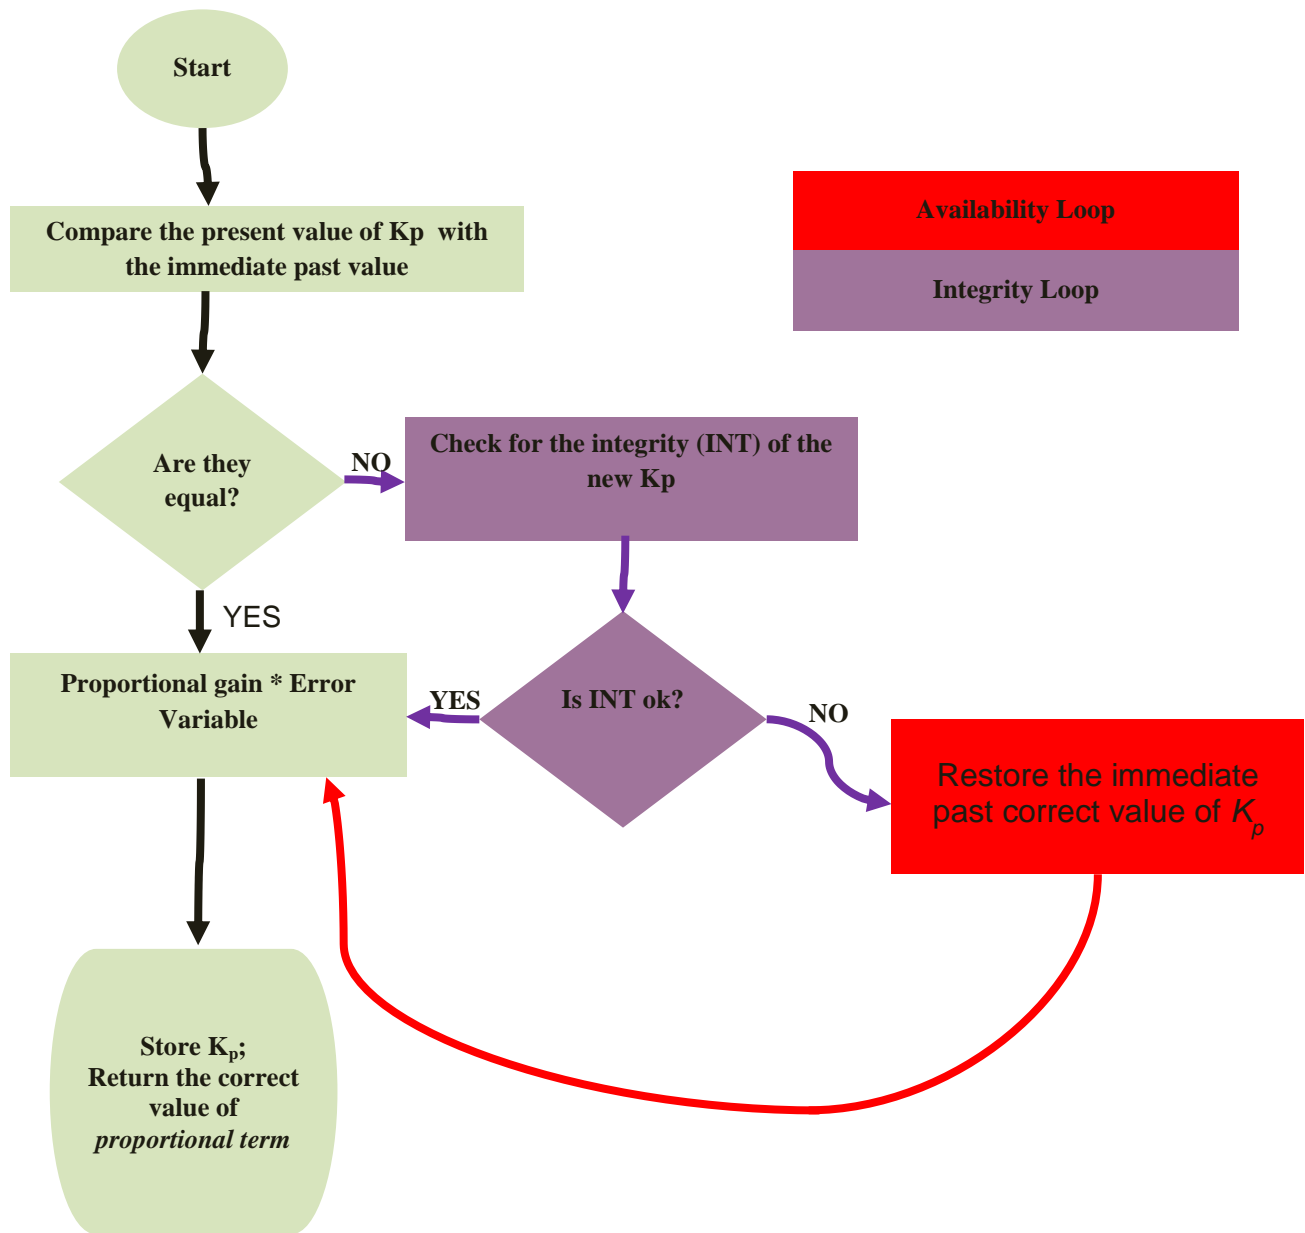 Start
Compare the present value of Kp with
the immediate past value
Availability Loop
Integrity Loop
Are they
equal?
NO
Check for the integrity (INT) of the
new Kp
YES
Proportional gain * Error
Variable
YES
Is INT ok?
NO
Restore the immediate
past correct value of Kp
Store Kp;
Return the correct
value of
proportional term